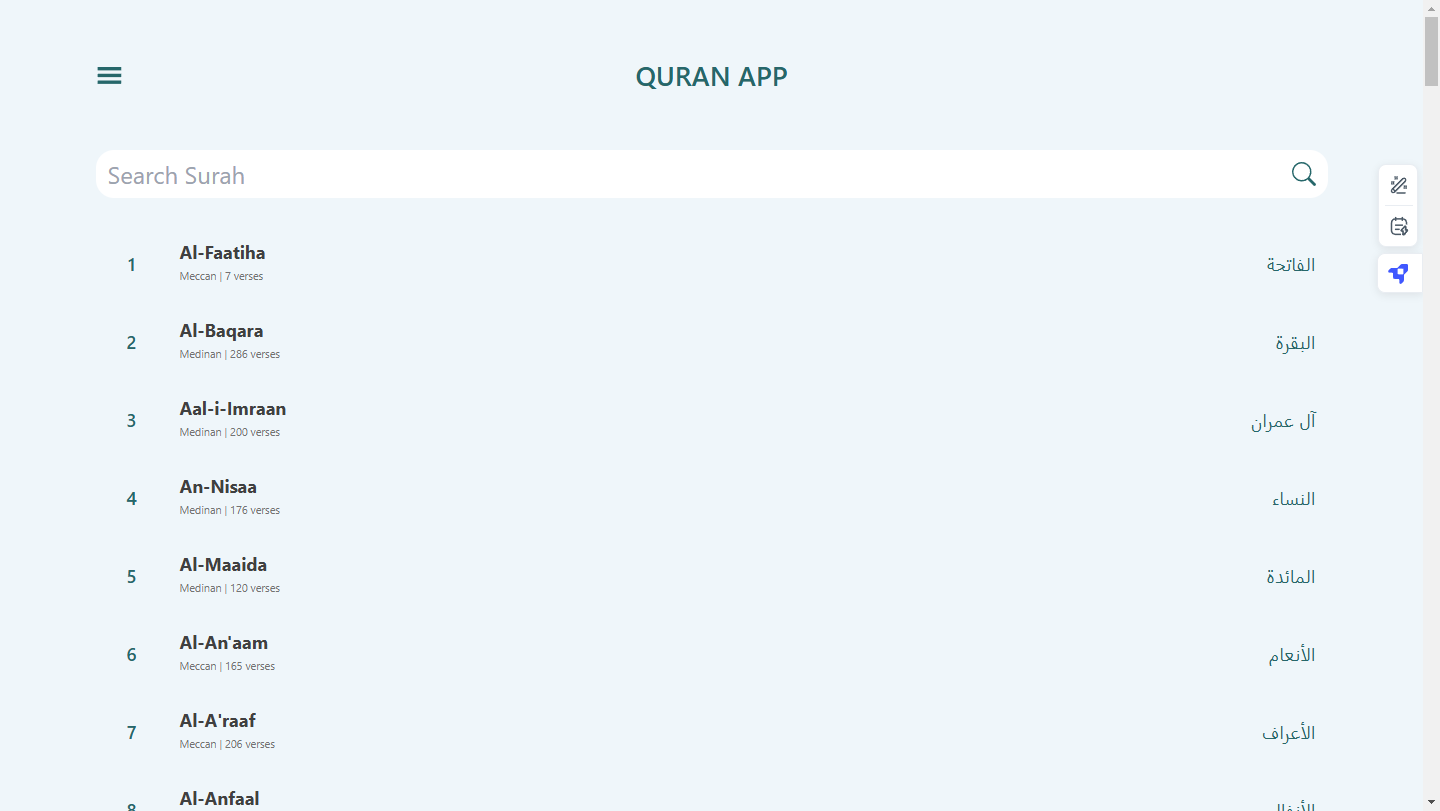 QURAN APP
Search Surah
1
Al-Faatiha
Meccan | 7 verses
الفاتحة
2
Al-Baqara
Medinan | 286 verses
البقرة
3
Aal-i-Imraan
Medinan | 200 verses
آل عمران
4
An-Nisaa
Medinan | 176 verses
النساء
5
Al-Maaida
Medinan | 120 verses
المائدة
6
Al-An'aam
Meccan | 165 verses
الأنعام
7
Al-A'raaf
Meccan | 206 verses
الأعراف
8
Al-Anfaal
الأنفال